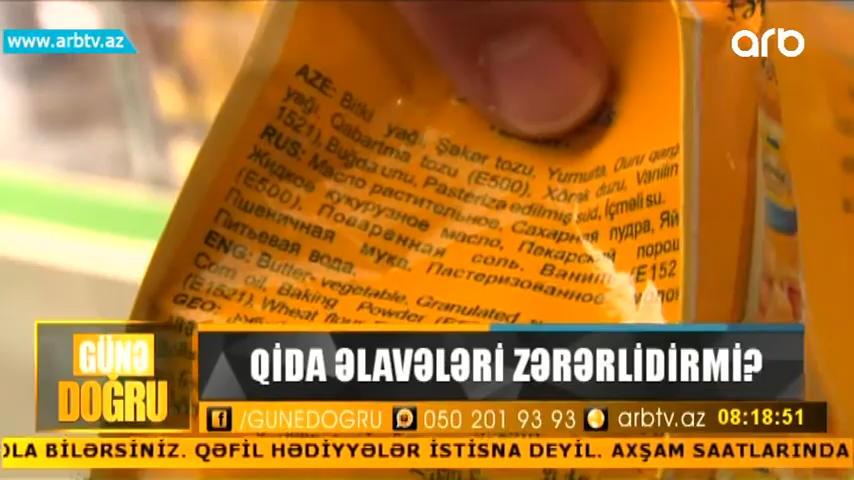 www.arbtv.az
arb
AZE: Bitki yağı, Şəkər tozu, Yumurta, Duru qarğı
yağı, Qabartma tozu (E500), Xörək duzu, Vanilin
1521), Buğda unu, Pasterizə edilmiş süd, İçməli su.
RUS: Масло растительное, Сахарная пудра, Яй
Жидкое кукурузное масло, Пекарский порош
(E500), Поваренная соль, Ванилин (E152
Пшеничная мука, Пастеризованное
Питьевая вода.
ENG: Butter- vegetable, Granulated
Corn oil, Baking Powder
(E1521), Wheat flour
GEO:
GÜNƏ
DOĞRU
QİDA ƏLAVƏLƏRİ ZƏRƏRLİDİRMİ?
/GUNEDOGRU 050 201 93 93 arbtv.az 08:18:51
OLA BİLƏRSİNİZ. QƏFİL HƏDİYYƏLƏR İSTİSNA DEYİL. AXŞAM SAATLARINDA